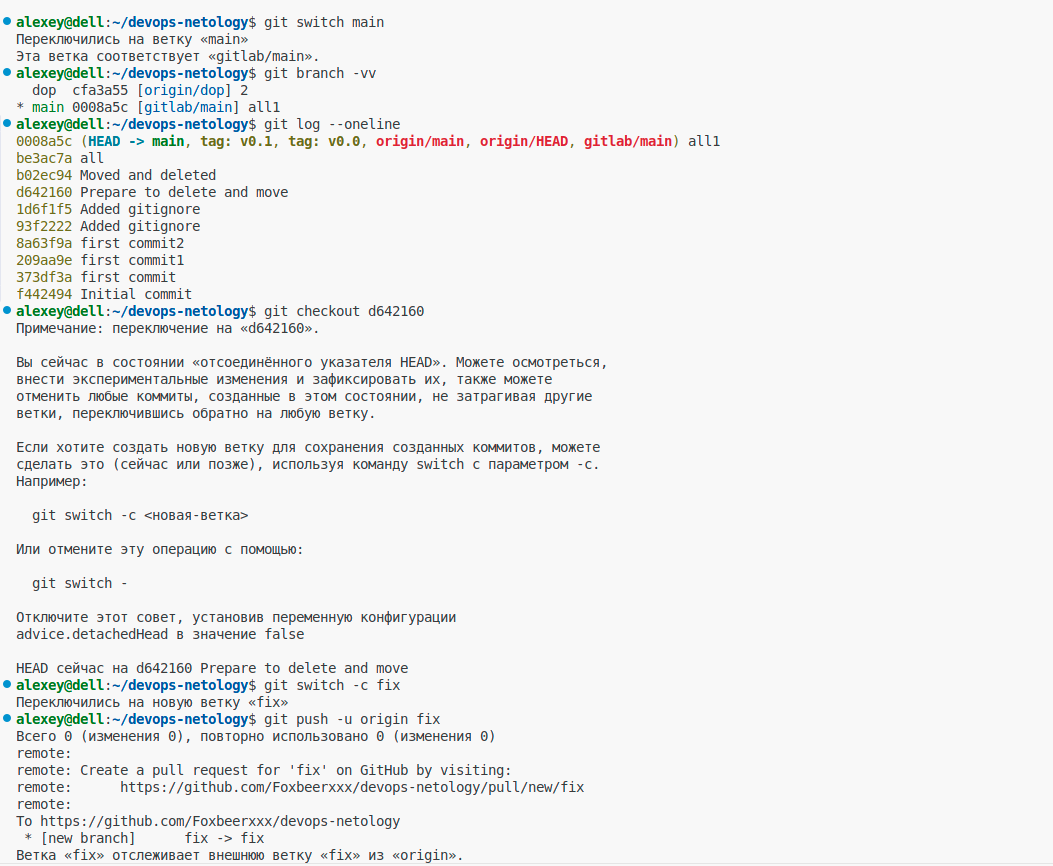 alexey@dell:~/devops-netology$ git switch main
Переключились на ветку «main»
Эта ветка соответствует «gitlab/main».
alexey@dell:~/devops-netology$ git branch -vv
  dop  cfa3a55 [origin/dop] 2
* main 0008a5c [gitlab/main] all1
alexey@dell:~/devops-netology$ git log --oneline
0008a5c (HEAD -> main, tag: v0.1, tag: v0.0, origin/main, origin/HEAD, gitlab/main) all1
be3ac7a all
b02ec94 Moved and deleted
d642160 Prepare to delete and move
1d6f1f5 Added gitignore
93f2222 Added gitignore
8a63f9a first commit2
209aa9e first commit1
373df3a first commit
f442494 Initial commit
alexey@dell:~/devops-netology$ git checkout d642160
Примечание: переключение на «d642160».

Вы сейчас в состоянии «отсоединённого указателя HEAD». Можете осмотреться,
внести экспериментальные изменения и зафиксировать их, также можете
отменить любые коммиты, созданные в этом состоянии, не затрагивая другие
ветки, переключившись обратно на любую ветку.

Если хотите создать новую ветку для сохранения созданных коммитов, можете
сделать это (сейчас или позже), используя команду switch с параметром -c.
Например:

  git switch -c <новая-ветка>

Или отмените эту операцию с помощью:

  git switch -

Отключите этот совет, установив переменную конфигурации
advice.detachedHead в значение false

HEAD сейчас на d642160 Prepare to delete and move
alexey@dell:~/devops-netology$ git switch -c fix
Переключились на новую ветку «fix»
alexey@dell:~/devops-netology$ git push -u origin fix
Всего 0 (изменения 0), повторно использовано 0 (изменения 0)
remote:
remote: Create a pull request for 'fix' on GitHub by visiting:
remote:      https://github.com/Foxbeerxxx/devops-netology/pull/new/fix
remote:
To https://github.com/Foxbeerxxx/devops-netology
 * [new branch]      fix -> fix
Ветка «fix» отслеживает внешнюю ветку «fix» из «origin».